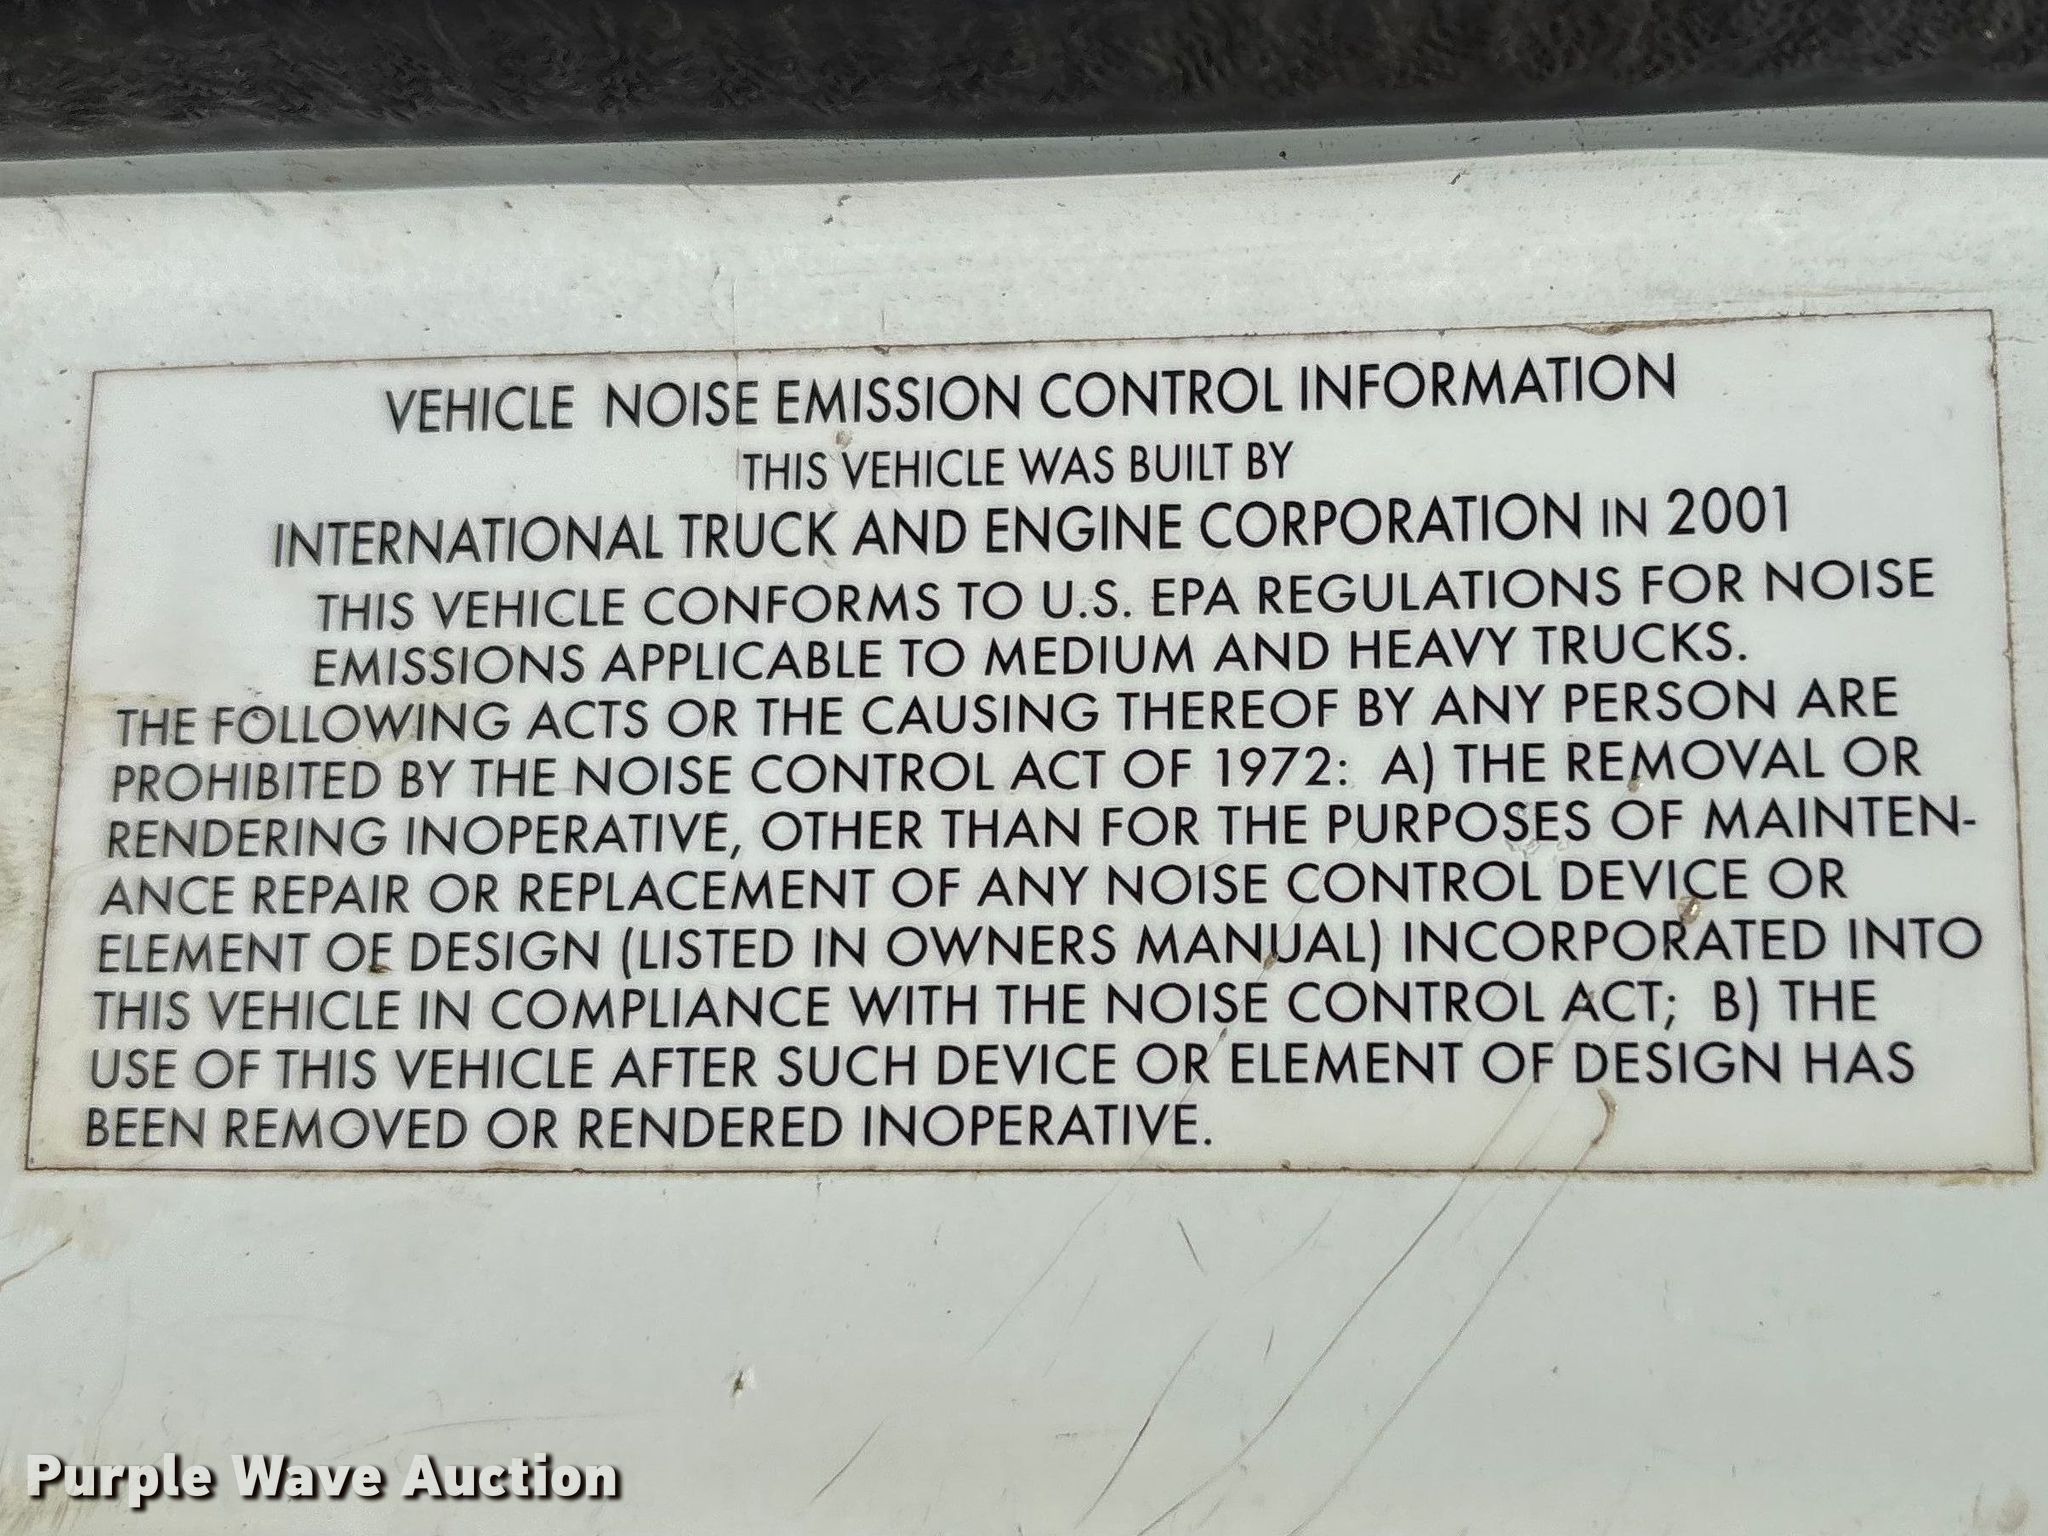 VEHICLE NOISE EMISSION CONTROL INFORMATION
THIS VEHICLE WAS BUILT BY
INTERNATIONAL TRUCK AND ENGINE CORPORATION IN 2001
THIS VEHICLE CONFORMS TO U.S. EPA REGULATIONS FOR NOISE
EMISSIONS APPLICABLE TO MEDIUM AND HEAVY TRUCKS.
THE FOLLOWING ACTS OR THE CAUSING THEREOF BY ANY PERSON ARE
PROHIBITED BY THE NOISE CONTROL ACT OF 1972: A) THE REMOVAL OR
RENDERING INOPERATIVE, OTHER THAN FOR THE PURPOSES OF MAINTEN-
ANCE REPAIR OR REPLACEMENT OF ANY NOISE CONTROL DEVICE OR
ELEMENT OF DESIGN (LISTED IN OWNERS MANUAL) INCORPORATED INTO
THIS VEHICLE IN COMPLIANCE WITH THE NOISE CONTROL ACT; B) THE
USE OF THIS VEHICLE AFTER SUCH DEVICE OR ELEMENT OF DESIGN HAS
BEEN REMOVED OR RENDERED INOPERATIVE.
Purple Wave Auction